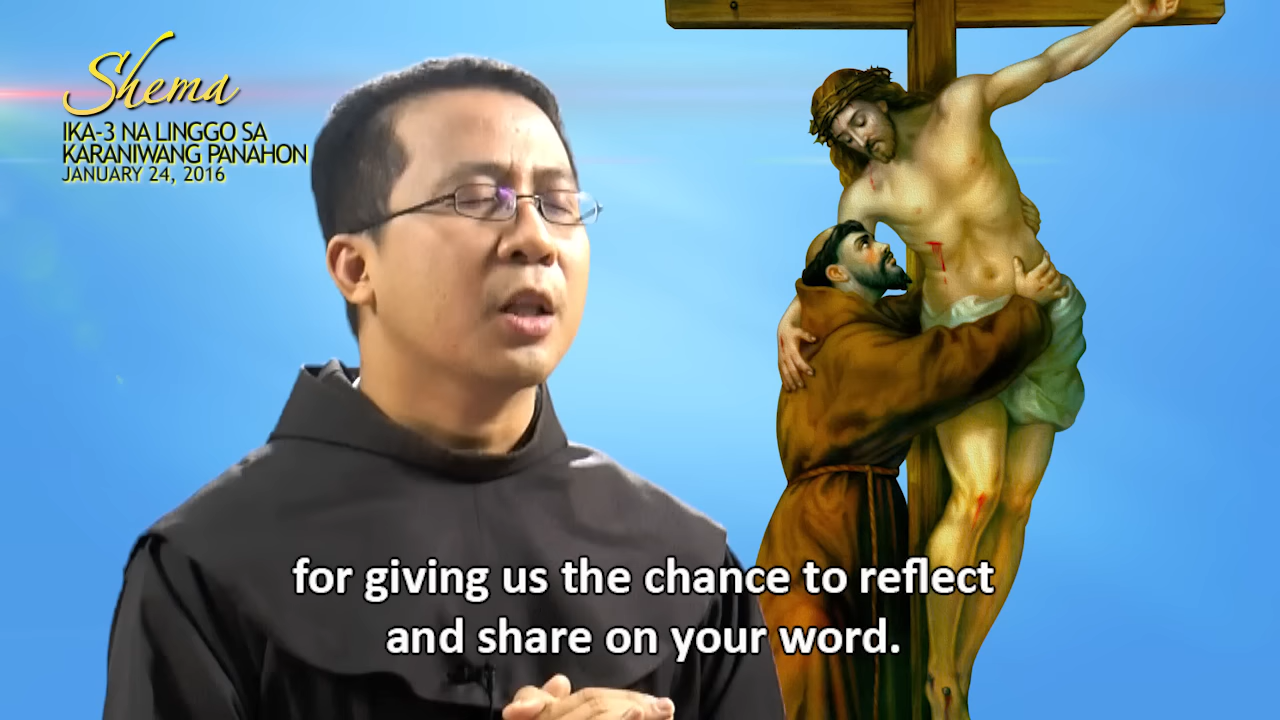 Shema
IKA-3 NA LINGGO SA
KARANIWANG PANAHON
JANUARY 24, 2016
for giving us the chance to reflect
and share on your word.